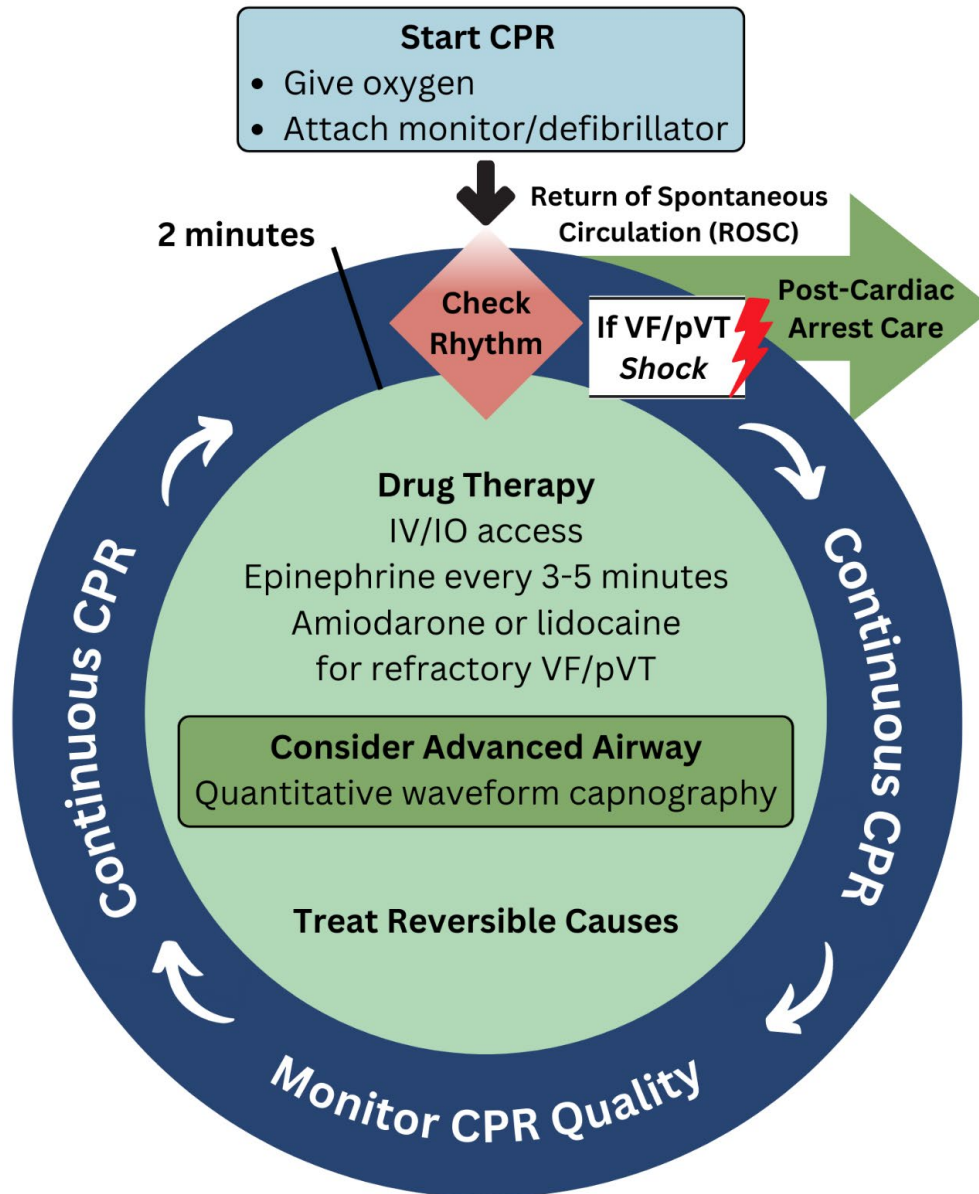 Start CPR
• Give oxygen
• Attach monitor/defibrillator
Return of Spontaneous
Circulation (ROSC)
2 minutes
Check
Rhythm
If VF/pVT
Shock
Post-Cardiac
Arrest Care
Drug Therapy
IV/IO access
Epinephrine every 3-5 minutes
Amiodarone or lidocaine
for refractory VF/pVT
Consider Advanced Airway
Quantitative waveform capnography
Treat Reversible Causes
Continuous CPR
Monitor CPR Quality
Continuous CPR